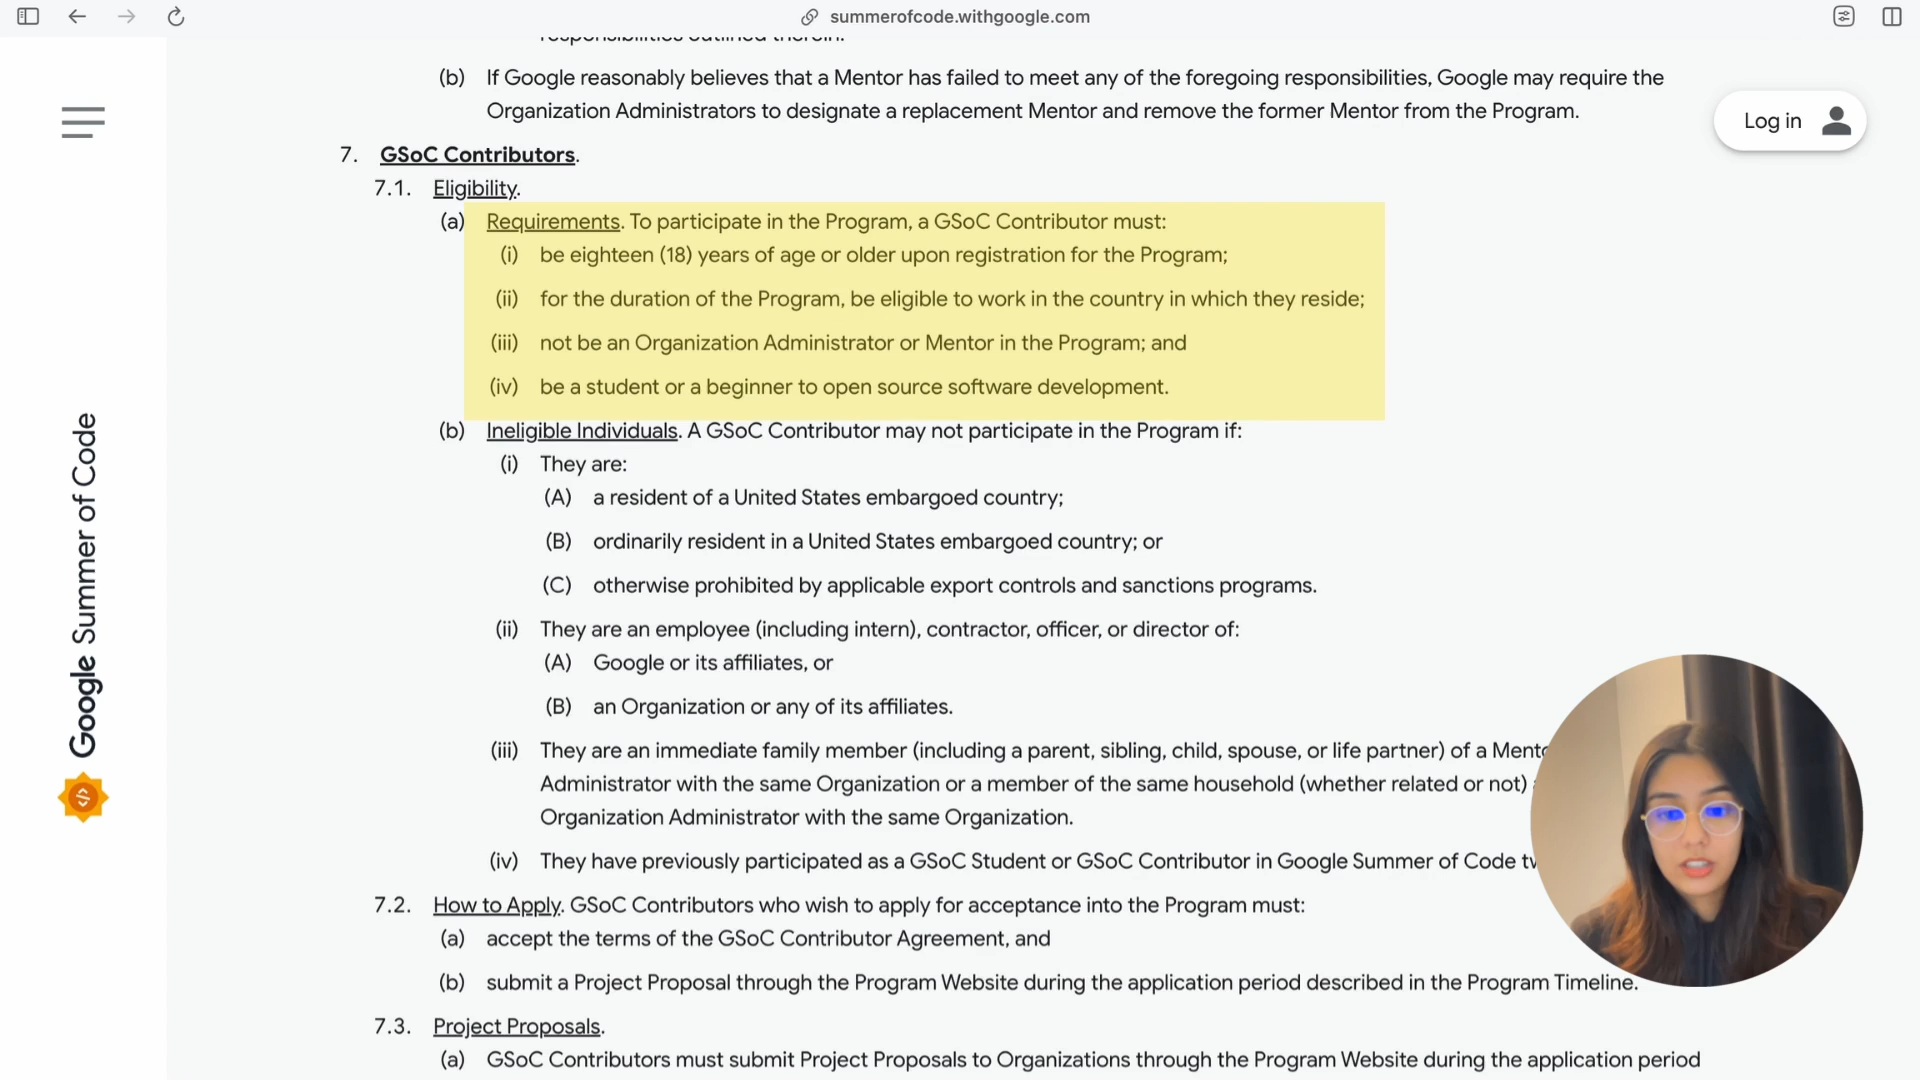 summerofcode.withgoogle.com
responsibilities outlined therein.
(b) If Google reasonably believes that a Mentor has failed to meet any of the foregoing responsibilities, Google may require the
Organization Administrators to designate a replacement Mentor and remove the former Mentor from the Program.
Log in
7. GSoC Contributors.
7.1. Eligibility.
(a) Requirements. To participate in the Program, a GSoC Contributor must:
(i) be eighteen (18) years of age or older upon registration for the Program;
(ii) for the duration of the Program, be eligible to work in the country in which they reside;
(iii) not be an Organization Administrator or Mentor in the Program; and
(iv) be a student or a beginner to open source software development.
(b) Ineligible Individuals. A GSoC Contributor may not participate in the Program if:
(i) They are:
(A) a resident of a United States embargoed country;
(B) ordinarily resident in a United States embargoed country; or
(C) otherwise prohibited by applicable export controls and sanctions programs.
(ii) They are an employee (including intern), contractor, officer, or director of:
(A) Google or its affiliates, or
(B) an Organization or any of its affiliates.
(iii) They are an immediate family member (including a parent, sibling, child, spouse, or life partner) of a
Administrator with the same Organization or a member of the same household (whether related or not)
Organization Administrator with the same Organization.
(iv) They have previously participated as a GSoC Student or GSoC Contributor in Google Summer of Code
7.2. How to Apply. GSoC Contributors who wish to apply for acceptance into the Program must:
(a) accept the terms of the GSoC Contributor Agreement, and
(b) submit a Project Proposal through the Program Website during the application period described in the Program Timeline.
7.3. Project Proposals.
(a) GSoC Contributors must submit Project Proposals to Organizations through the Program Website during the application period
Google Summer of Code